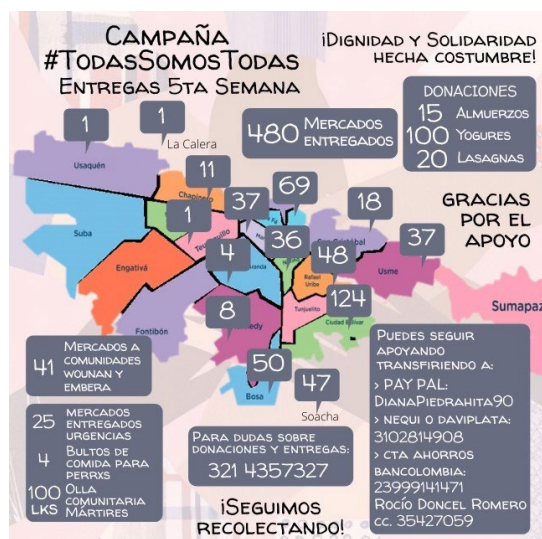 CAMPAÑA
#TODASSOMOSTODAS
ENTREGAS 5TA SEMANA
¡DIGNIDAD Y SOLIDARIDAD
HECHA COSTUMBRE!
DONACIONES
15 ALMUERZOS
100 YOGURES
20 LASAGNAS
480 MERCADOS
ENTREGADOS
GRACIAS
POR EL
APOYO
1
1
La Calera
Usaquén
11
69
37
18
1
Suba
36
4
48
37
Usme
Engativá
Rafael
Uribe
124
Sumapaz
8
Tunjuelito
Fontibón
50
Bosa
47
Soacha
41 MERCADOS A
COMUNIDADES
WOUNAN Y
EMBERA
25 MERCADOS
ENTREGADOS
URGENCIAS
4 BULTOS DE
COMIDA PARA
PERRXS
100 LKS OLLA
COMUNITARIA
MÁRTIRES
PARA DUDAS SOBRE
DONACIONES Y ENTREGAS:
321 4357327
¡SEGUIMOS
RECOLECTANDO!
PUEDES SEGUIR
APOYANDO
TRANSFIRIENDO A:
> PAY PAL:
DIANAPIEDRAHITA90
> NEQUI O DAVIPLATA:
3102814908
> CTA AHORROS
BANCOLOMBIA:
23999141471
ROCÍO DONCEL ROMERO
CC. 35427059